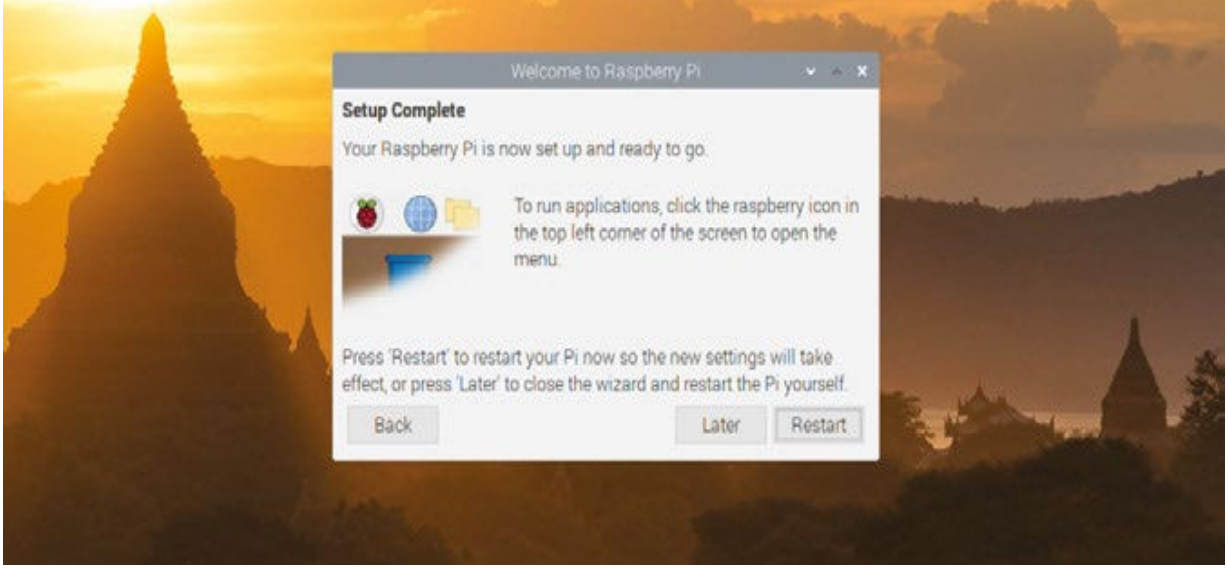 Welcome to Raspberry Pi
Setup Complete
Your Raspberry Pi is now set up and ready to go.
To run applications, click the raspberry icon in
the top left corner of the screen to open the
menu.
Press 'Restart' to restart your Pi now so the new settings will take
effect, or press 'Later' to close the wizard and restart the Pi yourself.
Back
Later
Restart